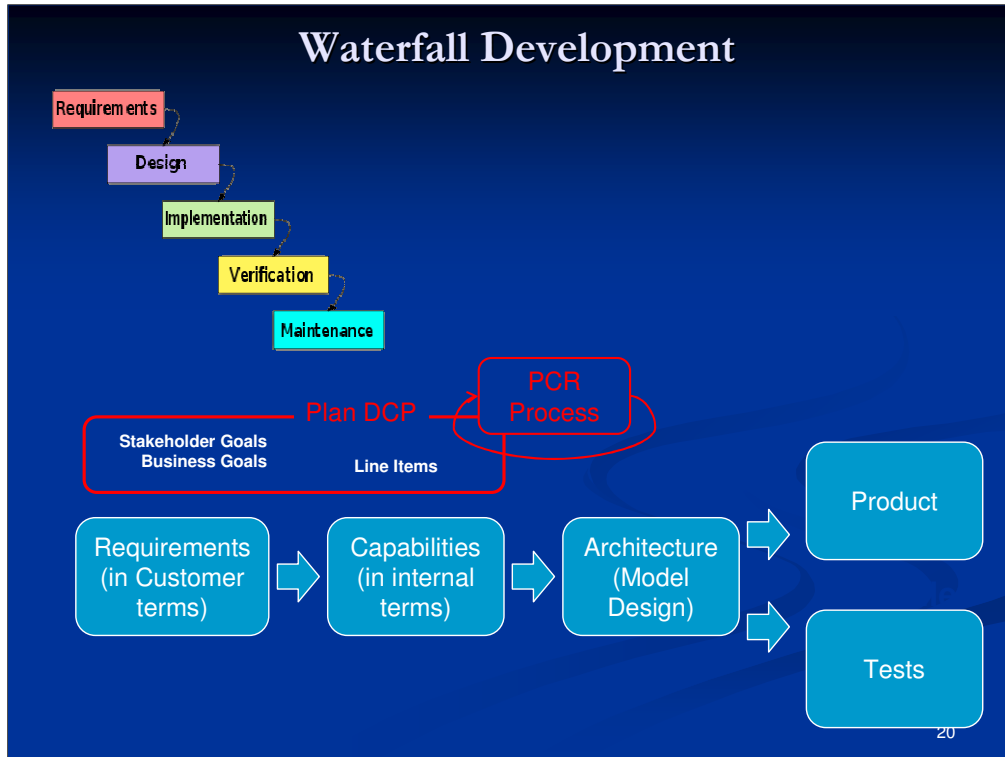 Waterfall Development
Requirements
Design
Implementation
Verification
Maintenance
PCR
Process
Plan DCP
Stakeholder Goals
Business Goals
Line Items
Requirements
(in Customer
terms)
Capabilities
(in internal
terms)
Architecture
(Model
Design)
Product
Tests
20